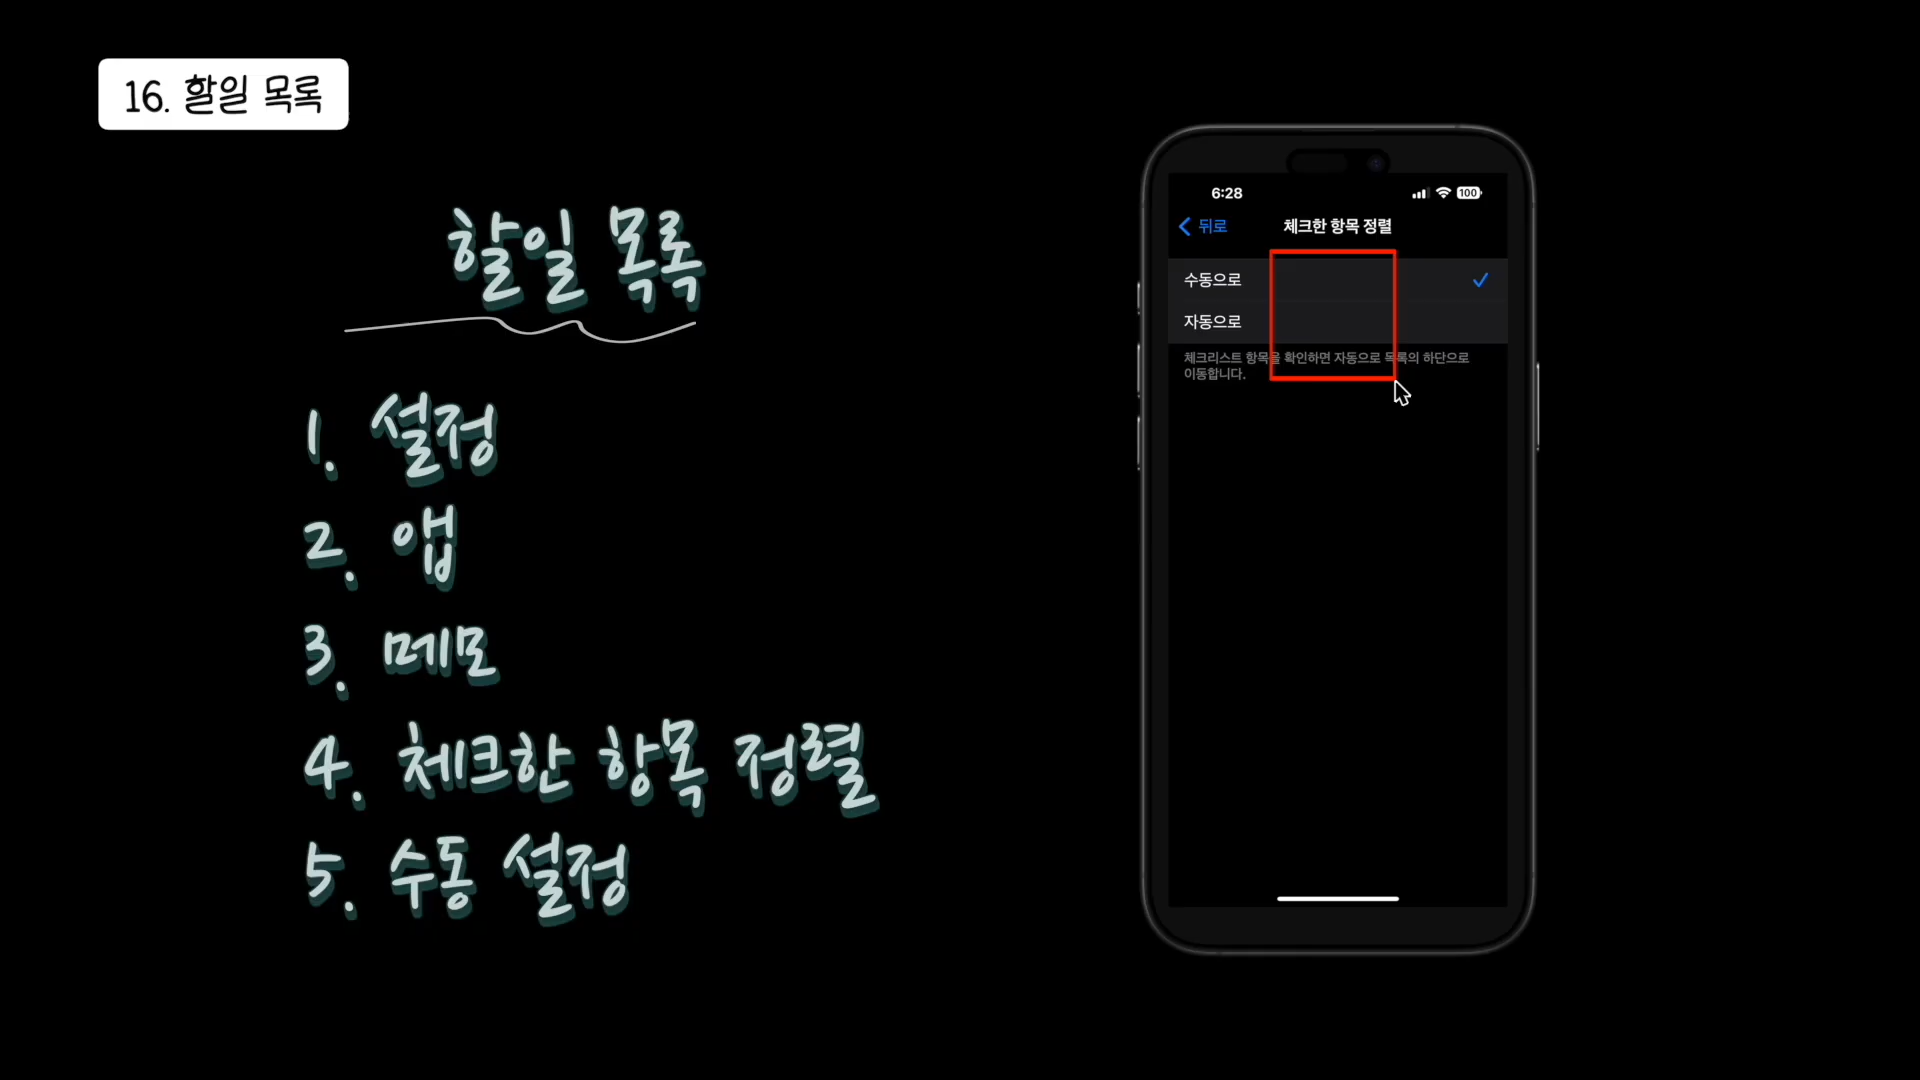 16. 할일 목록
할일 목록
1. 설정
2. 앱
3. 메모
4. 체크한 항목 정렬
5. 수동 설정
6:28
100
뒤로
체크한 항목 정렬
수동으로
자동으로
체크리스트 항목을 확인하면 자동으로 목록의 하단으로
이동합니다.